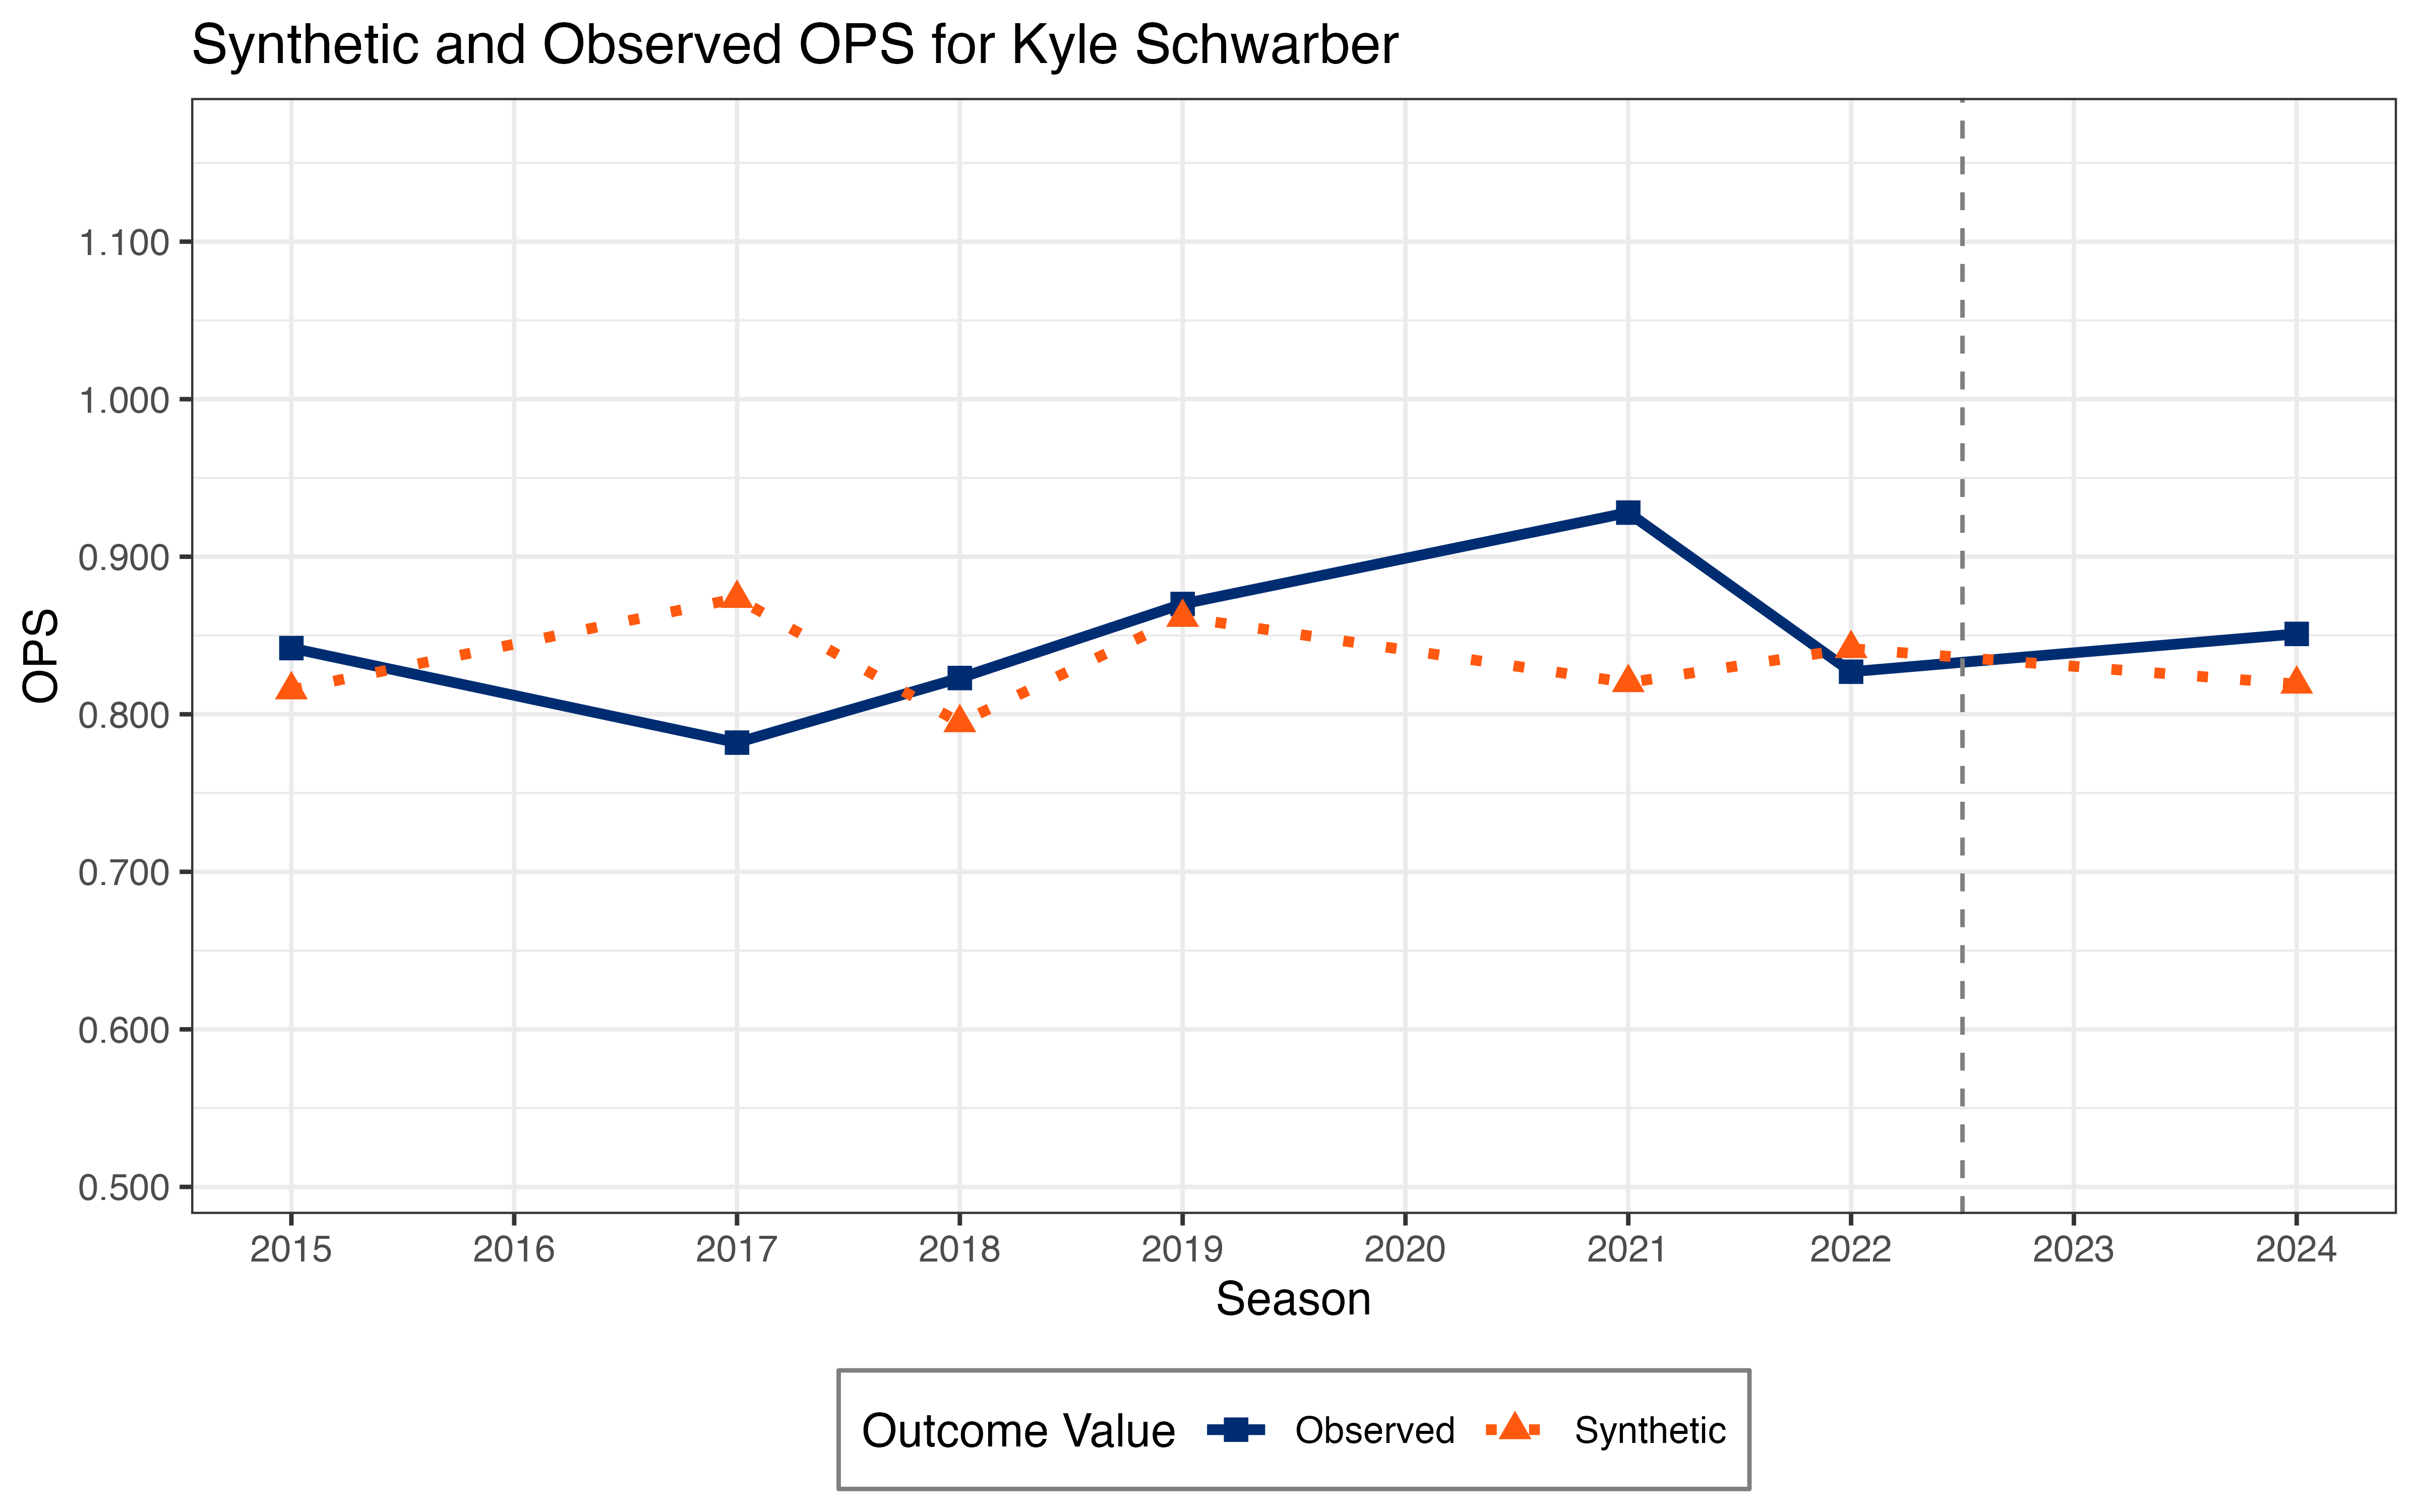 Synthetic and Observed OPS for Kyle Schwarber
OPS
1.100
1.000
0.900
0.800
0.700
0.600
0.500
2015 2016 2017 2018 2019 2020 2021 2022 2023 2024
Season
Outcome Value Observed Synthetic